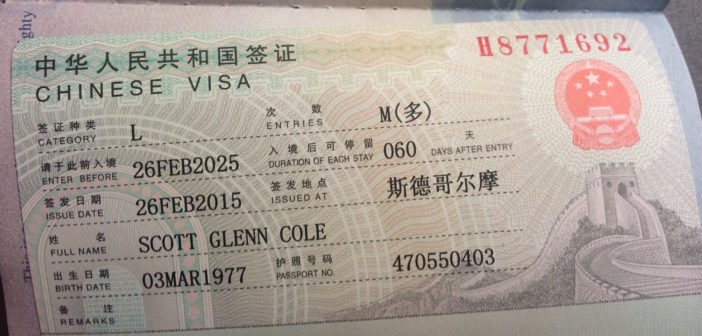 ghty
中华人民共和国签证
H8771692
CHINESE VISA
签证种类 CATEGORY L 次数 ENTRIES M(多)
请于此前入境 ENTER BEFORE 26FEB2025 入境后可停留 DURATION OF EACH STAY 060 天 DAYS AFTER ENTRY
签发日期 ISSUE DATE 26FEB2015 签发地点 ISSUED AT 斯德哥尔摩
姓名 FULL NAME SCOTT GLENN COLE
出生日期 BIRTH DATE 03MAR1977 护照号码 PASSPORT NO. 470550403
备注 REMARKS